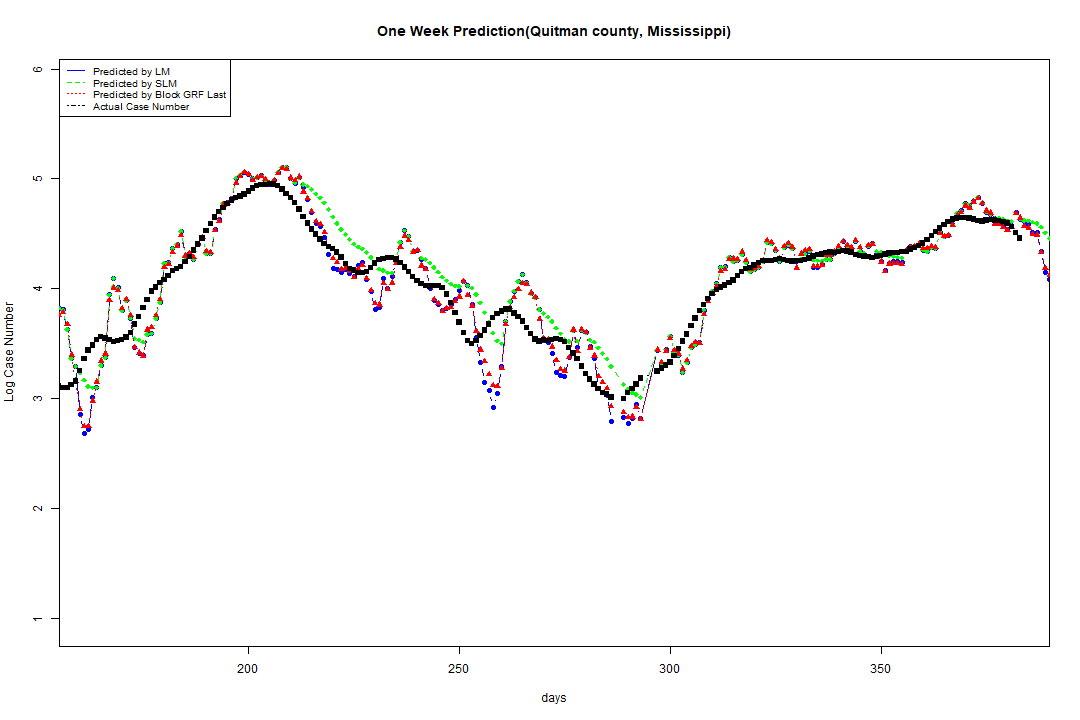 One Week Prediction(Quitman county, Mississippi)
Predicted by LM
Predicted by SLM
Predicted by Block GRF Last
Actual Case Number
6
5
4
3
2
1
Log Case Number
200
250
300
350
days